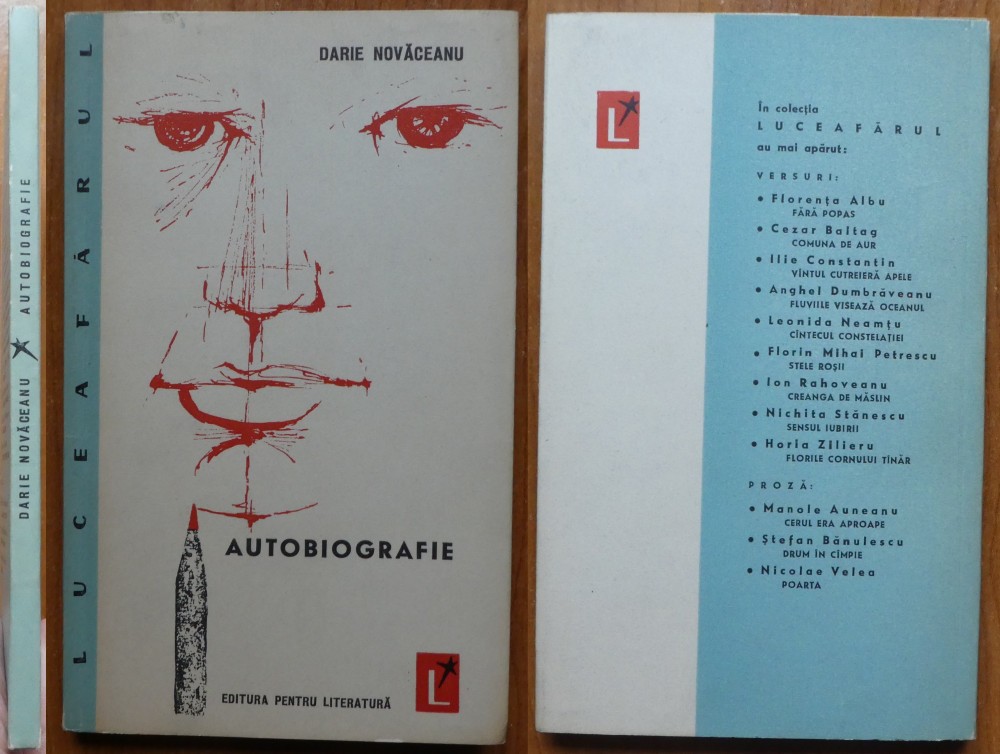 DARIE NOVĂCEANU ★ AUTOBIOGRAFIE
LUCEAFĂRUL
DARIE NOVĂCEANU
AUTOBIOGRAFIE
EDITURA PENTRU LITERATURĂ
L
L
În colecția
LUCEAFĂRUL
au mai apărut:
VERSURI:
• Florența Albu
FĂRĂ POPAS
• Cezar Baltag
COMUNA DE AUR
• Ilie Constantin
VÎNTUL CUTREIERĂ APELE
• Anghel Dumbrăveanu
FLUVIILE VISEAZĂ OCEANUL
• Leonida Neamțu
CÎNTECUL CONSTELAȚIEI
• Florin Mihai Petrescu
STELE ROȘII
• Ion Rahoveanu
CREANGA DE MĂSLIN
• Nichita Stănescu
SENSUL IUBIRII
• Horia Zilieru
FLORILE CORNULUI TÎNĂR
PROZĂ:
• Manole Auneanu
CERUL ERA APROAPE
• Ștefan Bănulescu
DRUM ÎN CÎMPIE
• Nicolae Velea
POARTA